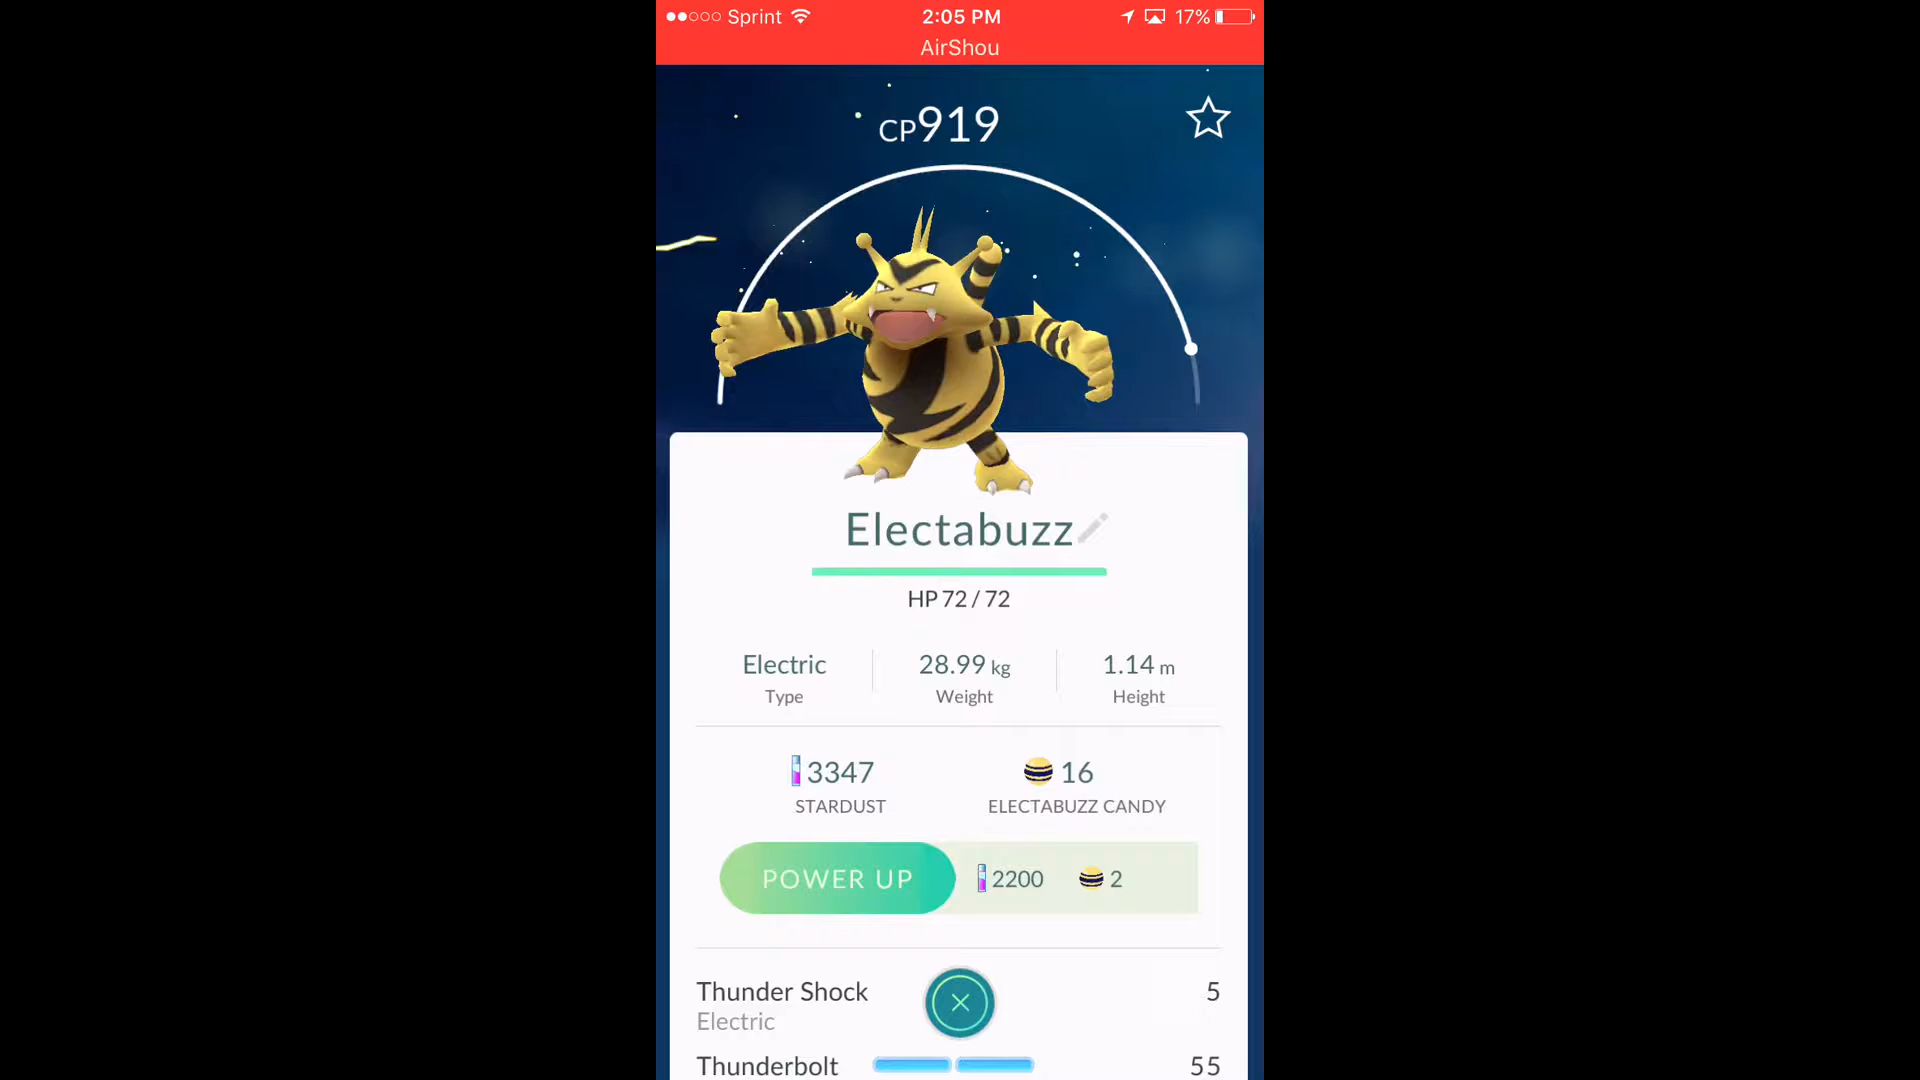 Sprint 2:05 PM 17%
AirShou
CP919
Electabuzz
HP 72 / 72
Electric 28.99 kg 1.14 m
Type Weight Height
3347 16
STARDUST ELECTABUZZ CANDY
POWER UP 2200 2
Thunder Shock 5
Electric
Thunderbolt 55